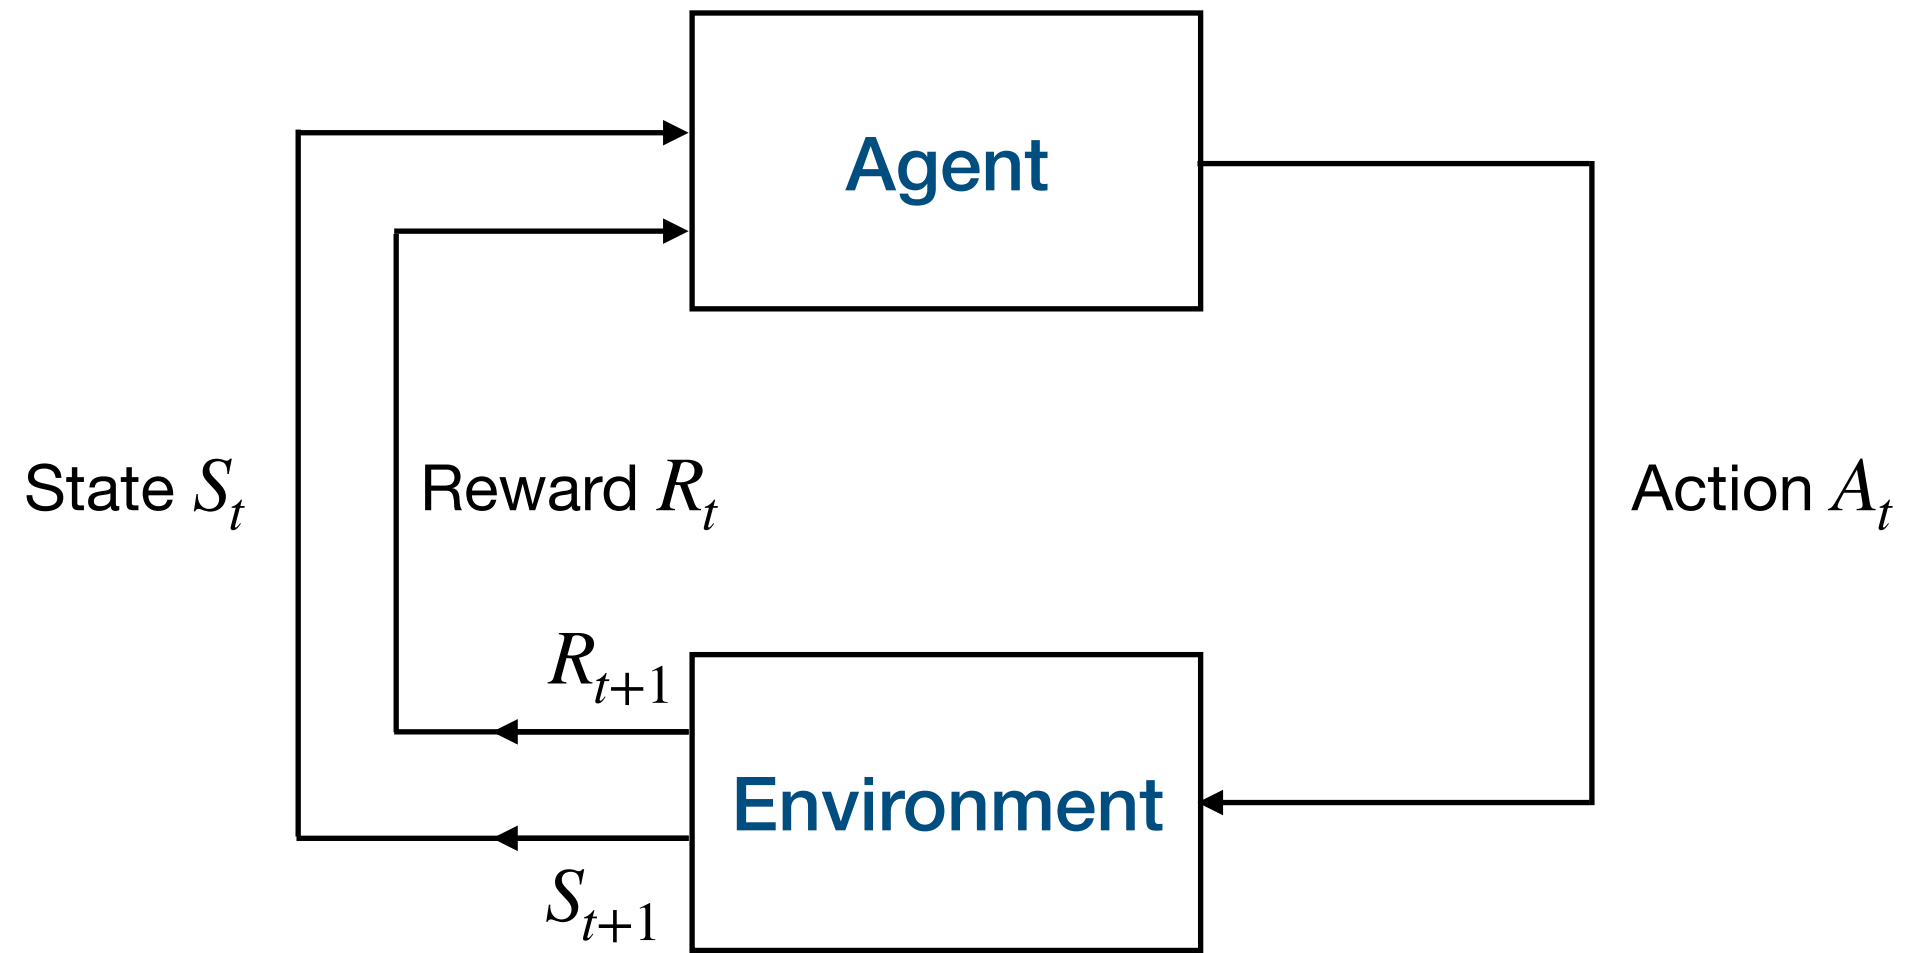 Agent
State S_t
Reward R_t
Action A_t
R_{t+1}
Environment
S_{t+1}